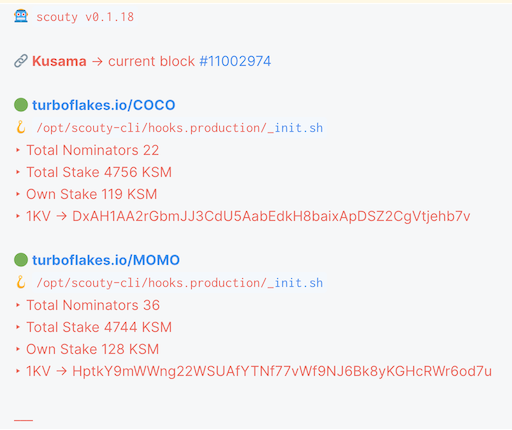 scouty v0.1.18
Kusama → current block #11002974
turboflakes.io/COCO
/opt/scouty-cli/hooks.production/_init.sh
‣ Total Nominators 22
‣ Total Stake 4756 KSM
‣ Own Stake 119 KSM
‣ 1KV → DxAH1AA2rGbmJJ3CdU5AabEdkH8baixApDSZ2CgVtjehb7v
turboflakes.io/MOMO
/opt/scouty-cli/hooks.production/_init.sh
‣ Total Nominators 36
‣ Total Stake 4744 KSM
‣ Own Stake 128 KSM
‣ 1KV → HptkY9mWWng22WSUAfYTNf77vWf9NJ6Bk8yKGHcRWr6od7u
—